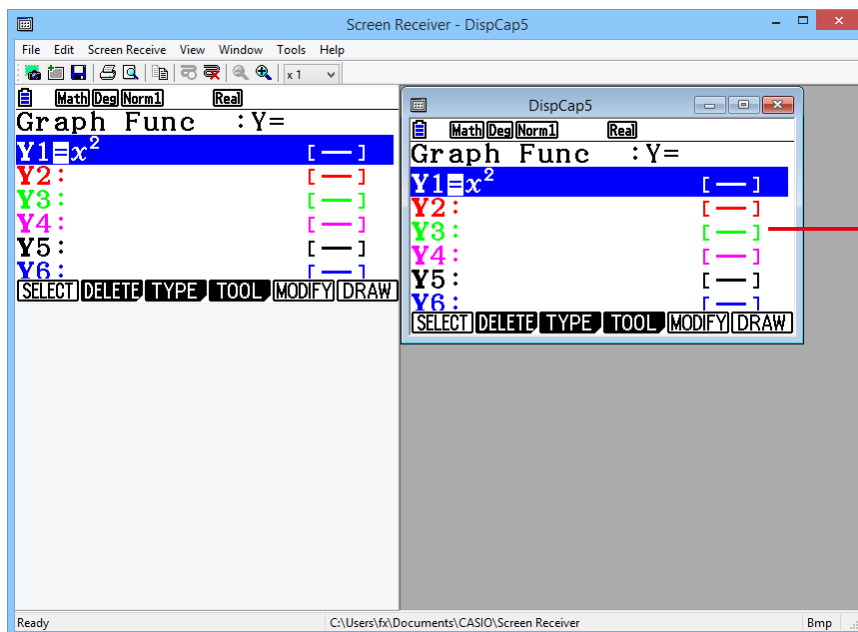 Screen Receiver - DispCap5
File Edit Screen Receive View Window Tools Help
x 1
Math Deg Norm1 Real
Graph Func :Y=
Y1=x²
[—]
Y2:
[—]
Y3:
[—]
Y4:
[—]
Y5:
[—]
Y6:
[—]
SELECT DELETE TYPE TOOL MODIFY DRAW
DispCap5
Math Deg Norm1 Real
Graph Func :Y=
Y1=x²
[—]
Y2:
[—]
Y3:
[—]
Y4:
[—]
Y5:
[—]
Y6:
[—]
SELECT DELETE TYPE TOOL MODIFY DRAW
Ready
C:\Users\fx\Documents\CASIO\Screen Receiver
Bmp